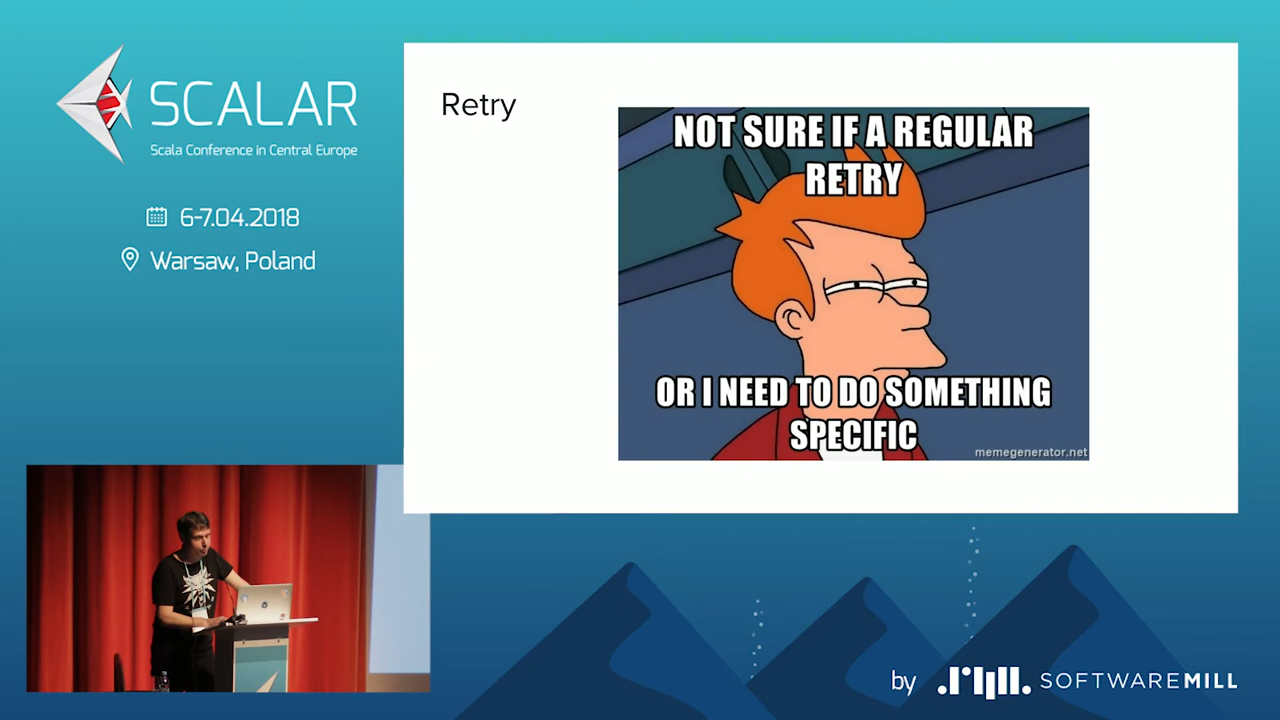 SCALAR
Scala Conference in Central Europe
6-7.04.2018
Warsaw, Poland
Retry
NOT SURE IF A REGULAR
RETRY
OR I NEED TO DO SOMETHING
SPECIFIC
memegenerator.net
by SOFTWAREMILL